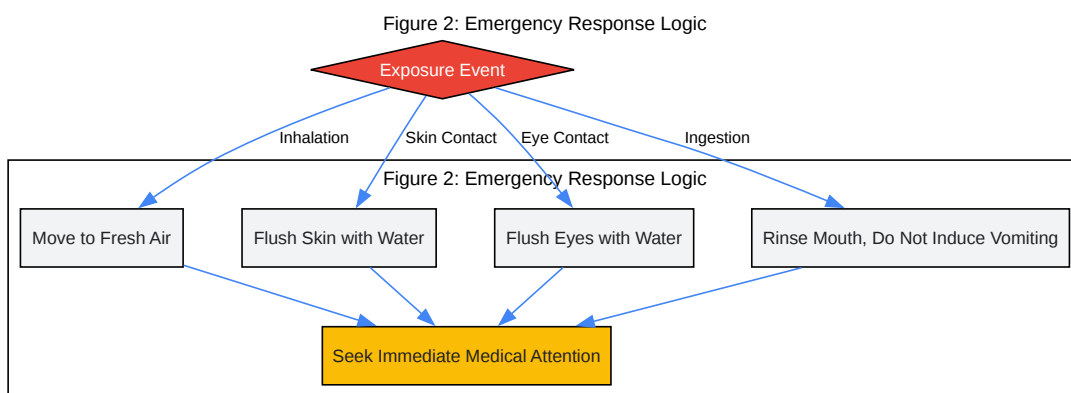 Figure 2: Emergency Response Logic
Exposure Event
Inhalation
Skin Contact
Eye Contact
Ingestion
Figure 2: Emergency Response Logic
Move to Fresh Air
Flush Skin with Water
Flush Eyes with Water
Rinse Mouth, Do Not Induce Vomiting
Seek Immediate Medical Attention